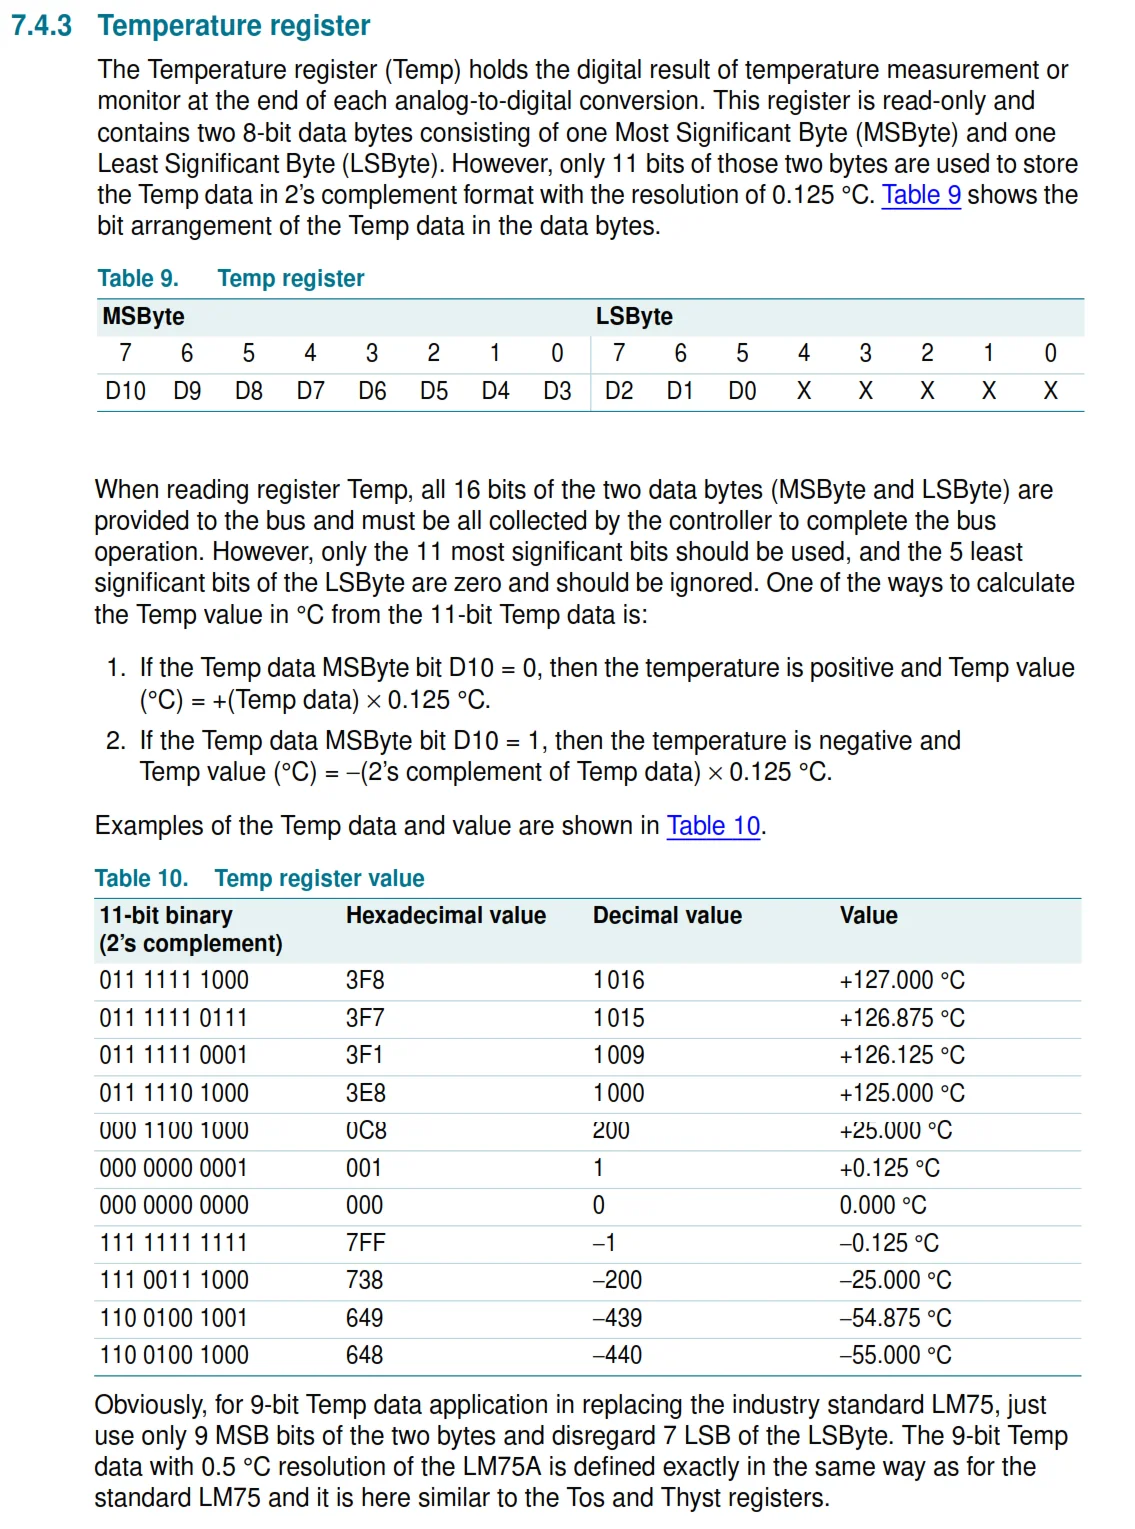 7.4.3 Temperature register
The Temperature register (Temp) holds the digital result of temperature measurement or
monitor at the end of each analog-to-digital conversion. This register is read-only and
contains two 8-bit data bytes consisting of one Most Significant Byte (MSByte) and one
Least Significant Byte (LSByte). However, only 11 bits of those two bytes are used to store
the Temp data in 2’s complement format with the resolution of 0.125 °C. Table 9 shows the
bit arrangement of the Temp data in the data bytes.
Table 9. Temp register
MSByte LSByte
7 6 5 4 3 2 1 0 7 6 5 4 3 2 1 0
D10 D9 D8 D7 D6 D5 D4 D3 D2 D1 D0 X X X X X
When reading register Temp, all 16 bits of the two data bytes (MSByte and LSByte) are
provided to the bus and must be all collected by the controller to complete the bus
operation. However, only the 11 most significant bits should be used, and the 5 least
significant bits of the LSByte are zero and should be ignored. One of the ways to calculate
the Temp value in °C from the 11-bit Temp data is:
1. If the Temp data MSByte bit D10 = 0, then the temperature is positive and Temp value
(°C) = +(Temp data) × 0.125 °C.
2. If the Temp data MSByte bit D10 = 1, then the temperature is negative and
Temp value (°C) = −(2’s complement of Temp data) × 0.125 °C.
Examples of the Temp data and value are shown in Table 10.
Table 10. Temp register value
11-bit binary Hexadecimal value Decimal value Value
(2’s complement)
011 1111 1000 3F8 1016 +127.000 °C
011 1111 0111 3F7 1015 +126.875 °C
011 1111 0001 3F1 1009 +126.125 °C
011 1110 1000 3E8 1000 +125.000 °C
000 1100 1000 0C8 200 +25.000 °C
000 0000 0001 001 1 +0.125 °C
000 0000 0000 000 0 0.000 °C
111 1111 1111 7FF −1 −0.125 °C
111 0011 1000 738 −200 −25.000 °C
110 0100 1001 649 −439 −54.875 °C
110 0100 1000 648 −440 −55.000 °C
Obviously, for 9-bit Temp data application in replacing the industry standard LM75, just
use only 9 MSB bits of the two bytes and disregard 7 LSB of the LSByte. The 9-bit Temp
data with 0.5 °C resolution of the LM75A is defined exactly in the same way as for the
standard LM75 and it is here similar to the Tos and Thyst registers.